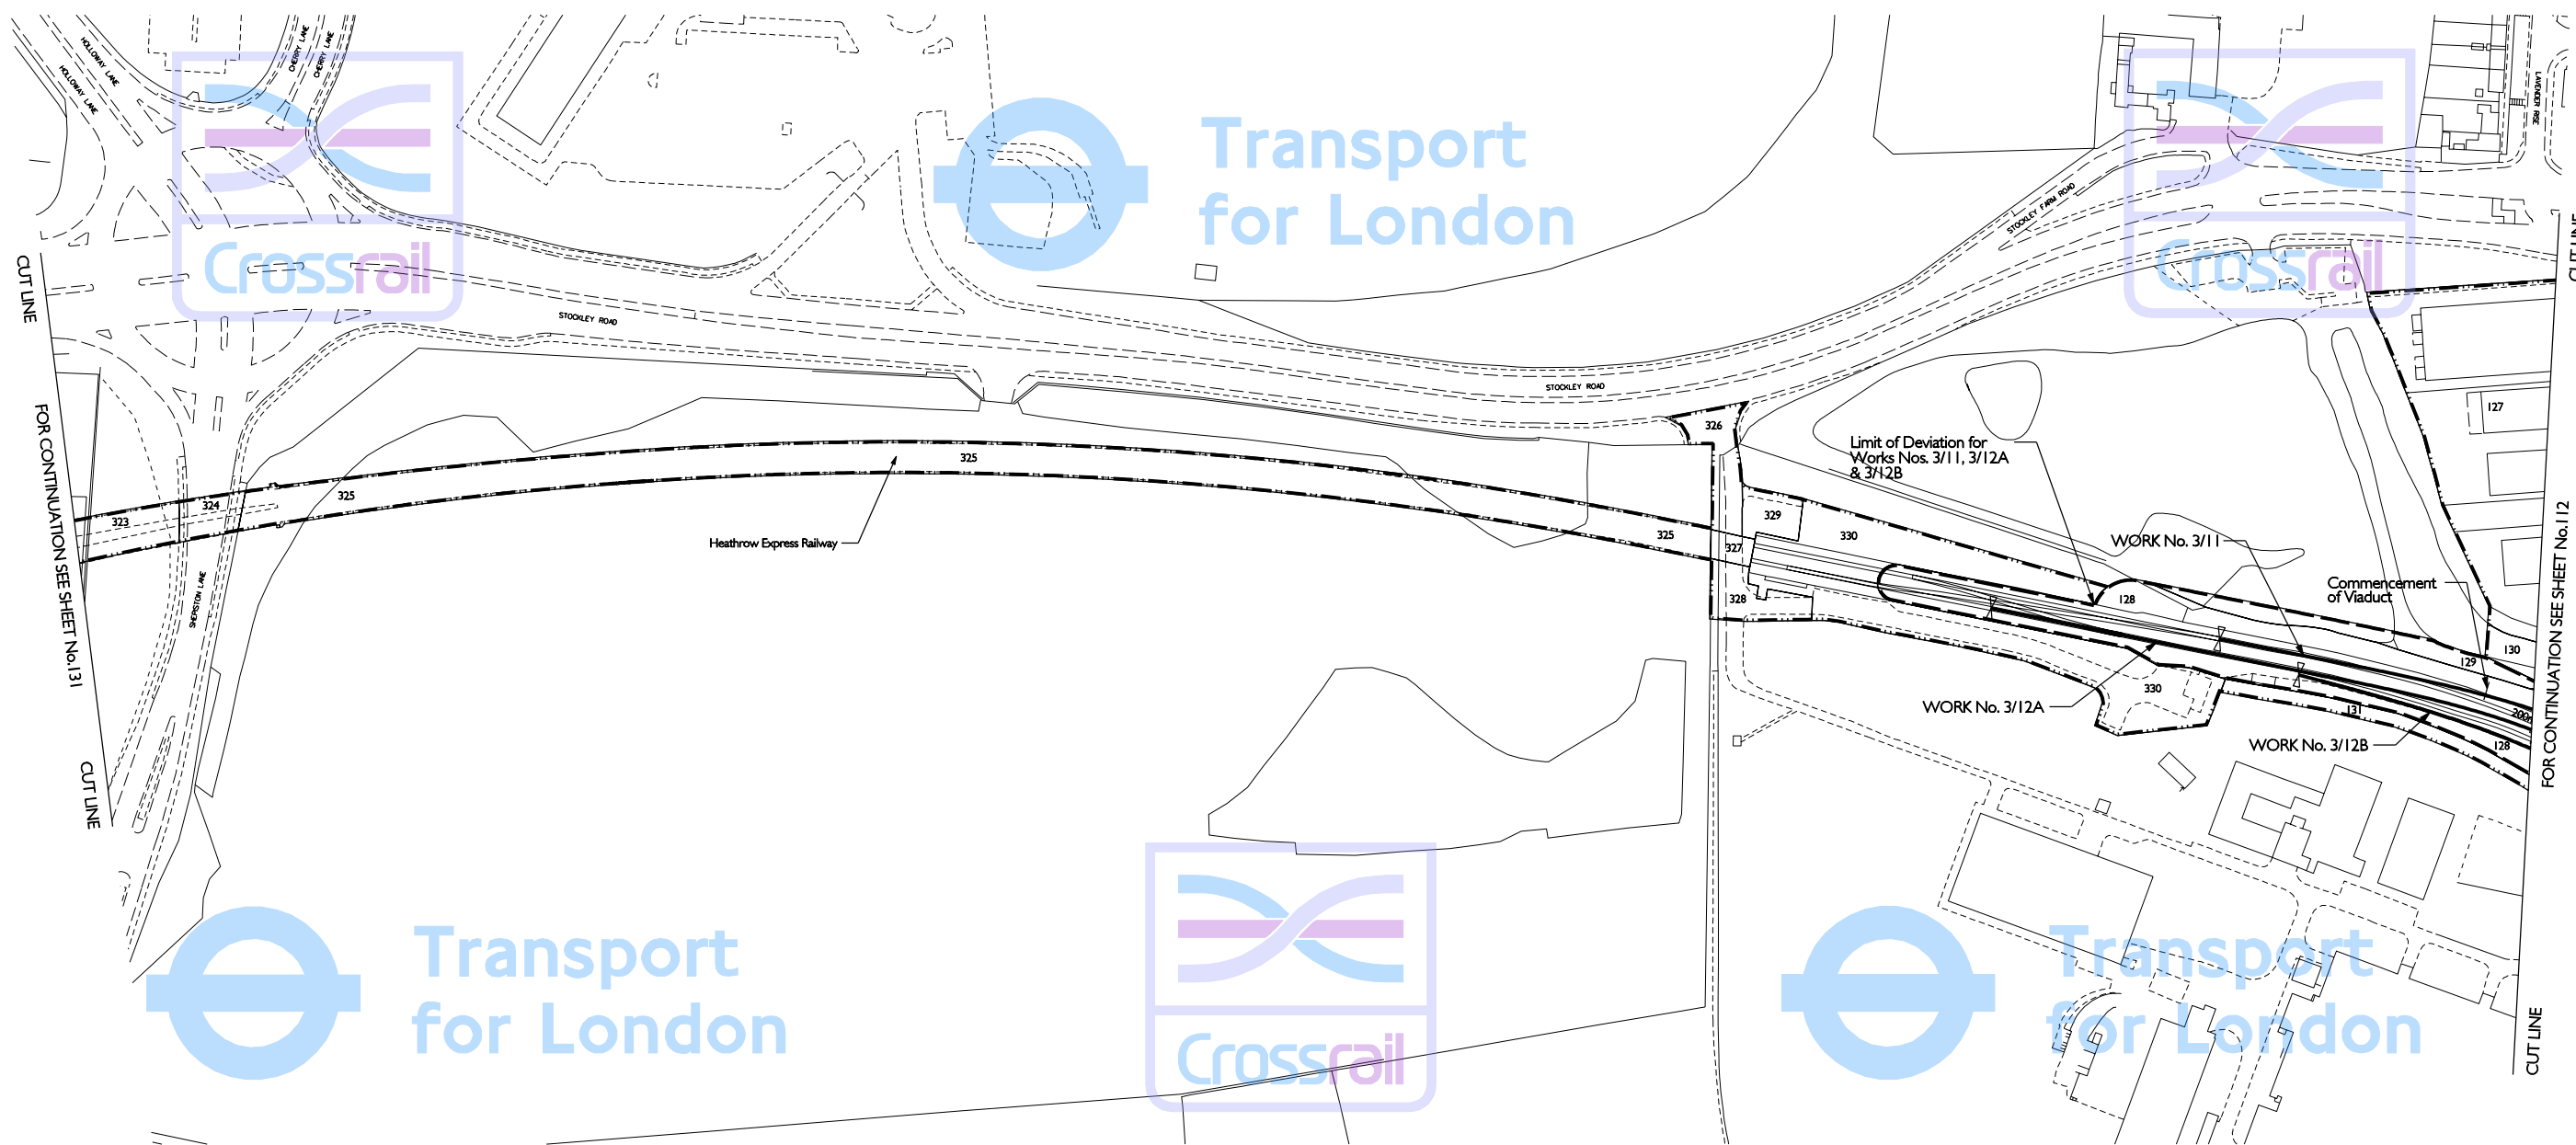 HOLLOWAY LANE
HOLLOWAY LANE
CHERRY LANE
CHERRY LANE
Crossrail
Transport
for London
Crossrail
LAVENDER RISE
STOCKLEY FARM ROAD
CUT LINE
CUT LINE
STOCKLEY ROAD
STOCKLEY ROAD
FOR CONTINUATION SEE SHEET No.131
323
324
325
325
Heathrow Express Railway
325
326
327
328
329
330
Limit of Deviation for
Works Nos. 3/11, 3/12A
& 3/12B
127
WORK No. 3/11
Commencement
of Viaduct
128
129
130
FOR CONTINUATION SEE SHEET No.112
SHEPISTON LANE
330
WORK No. 3/12A
131
WORK No. 3/12B
128
CUT LINE
Transport
for London
Crossrail
Transport
for London
CUT LINE